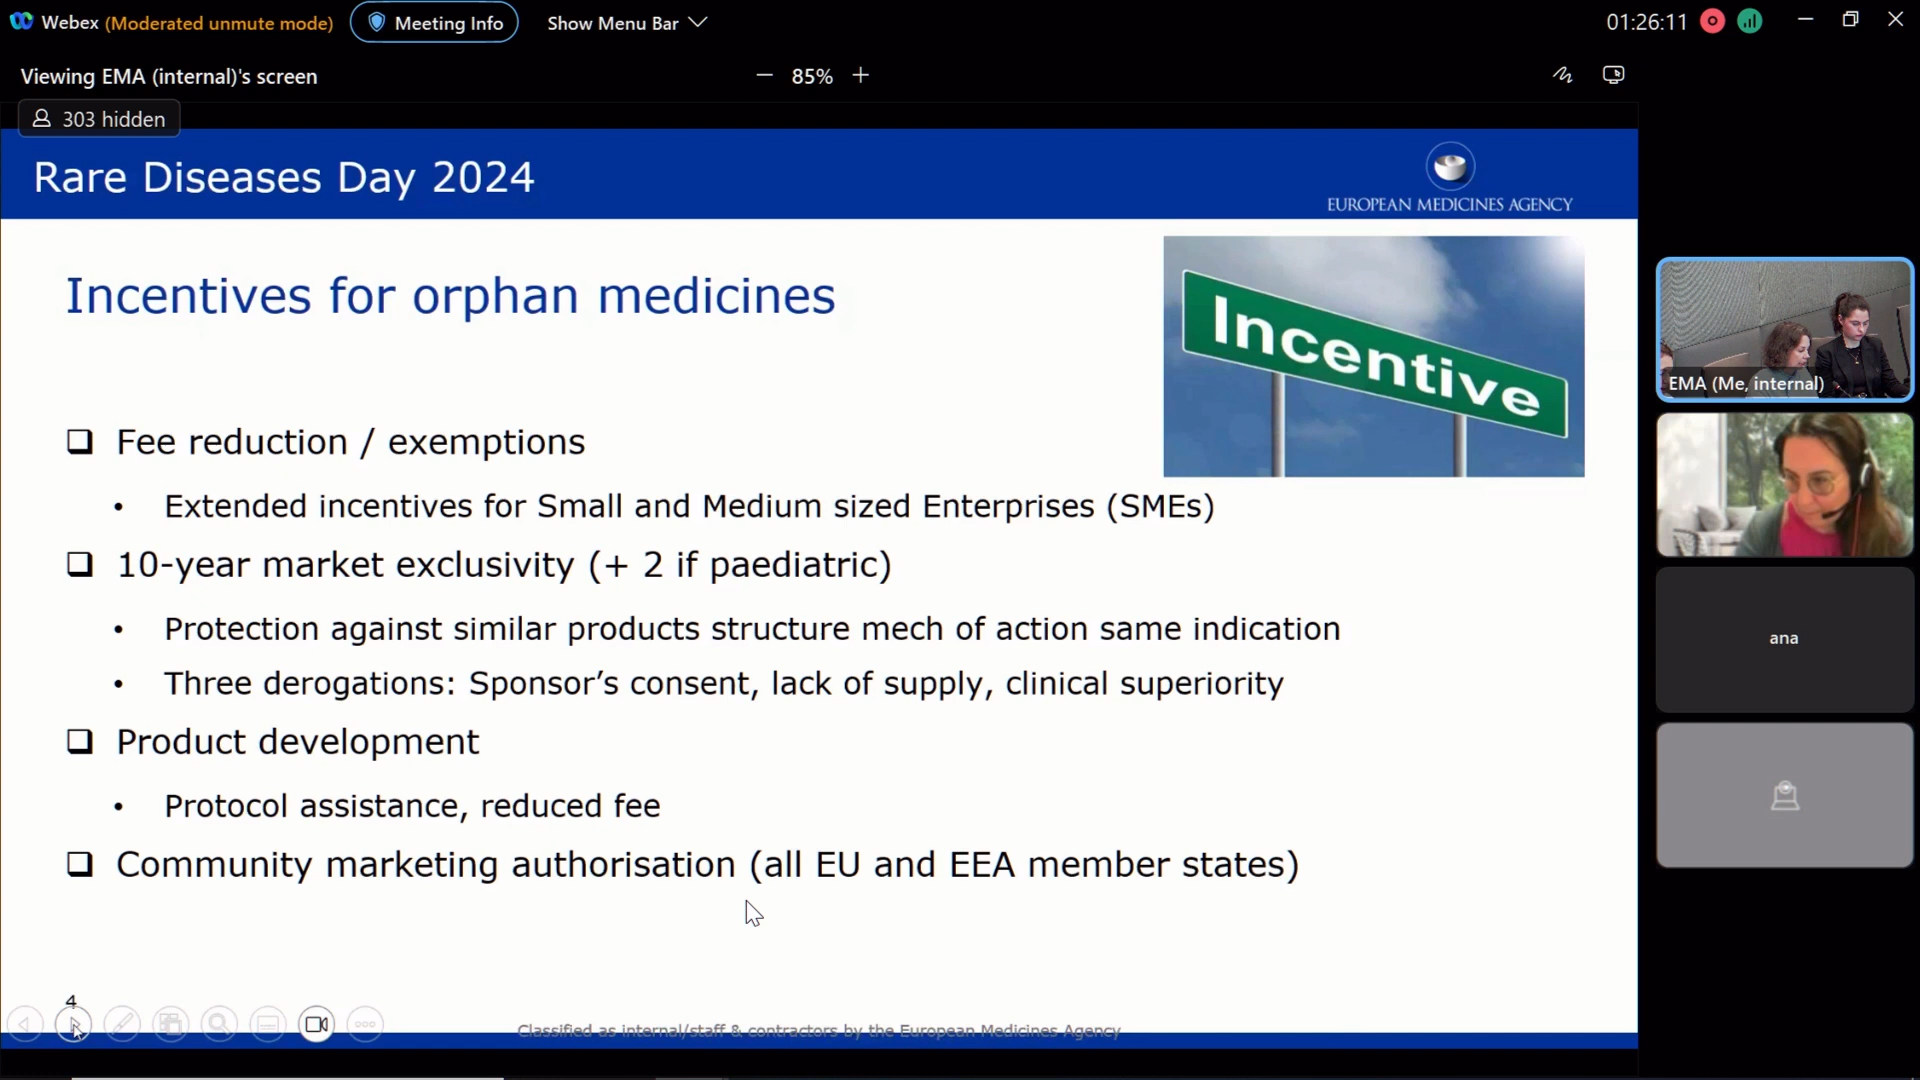 Webex (Moderated unmute mode) Meeting Info Show Menu Bar 01:26:11
Viewing EMA (internal)'s screen 85%
303 hidden
Rare Diseases Day 2024
EUROPEAN MEDICINES AGENCY
Incentives for orphan medicines
Incentive
Fee reduction / exemptions
• Extended incentives for Small and Medium sized Enterprises (SMEs)
10-year market exclusivity (+ 2 if paediatric)
• Protection against similar products structure mech of action same indication
• Three derogations: Sponsor’s consent, lack of supply, clinical superiority
Product development
• Protocol assistance, reduced fee
Community marketing authorisation (all EU and EEA member states)
4
Classified as internal/staff & contractors by the European Medicines Agency
EMA (Me, internal)
ana